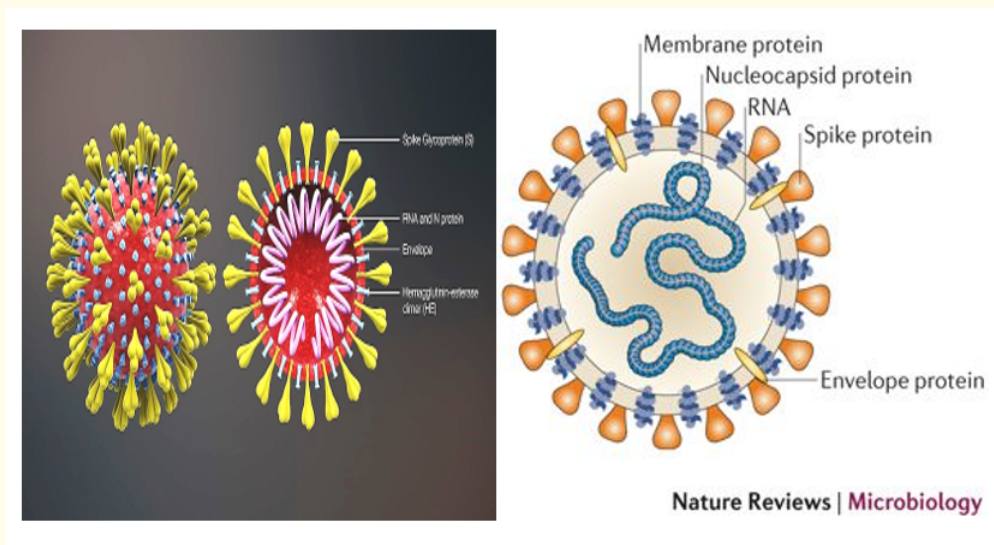 Spike Glycoprotein (S)
RNA and N protein
Envelope
Hemagglutinin-esterase
dimer (HE)
Membrane protein
Nucleocapsid protein
RNA
Spike protein
Envelope protein
Nature Reviews | Microbiology